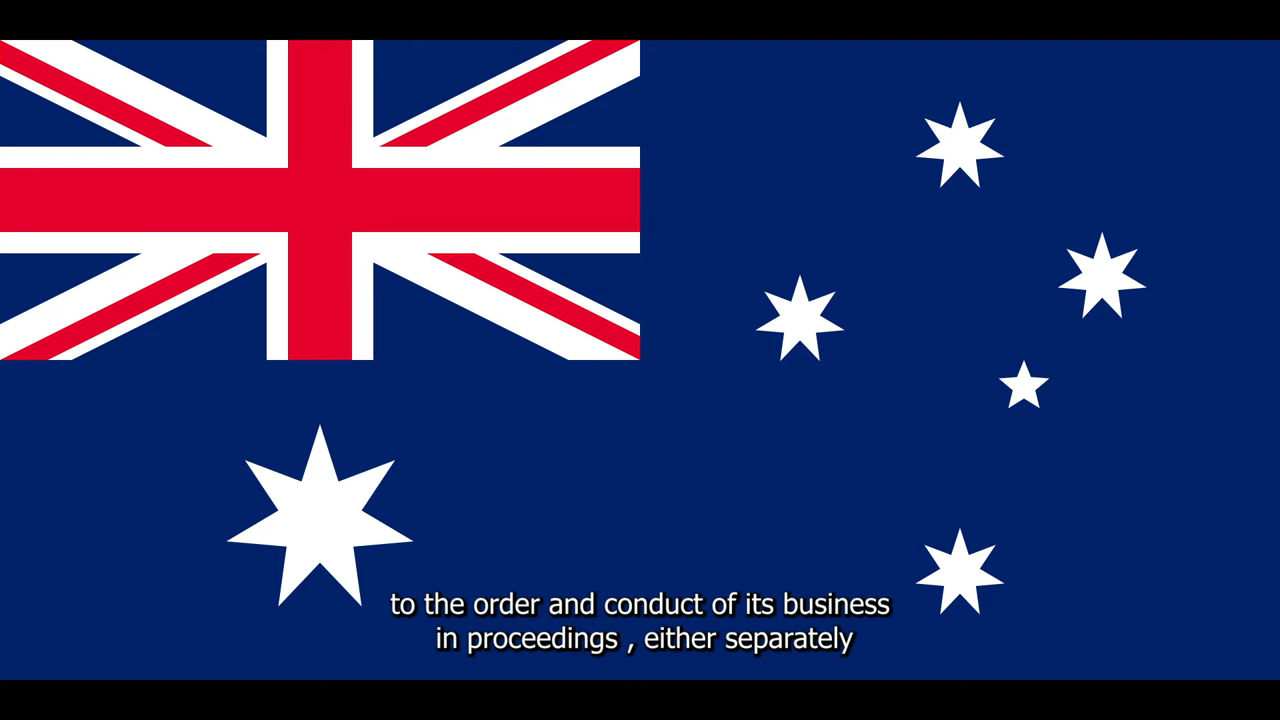 to the order and conduct of its business
in proceedings , either separately